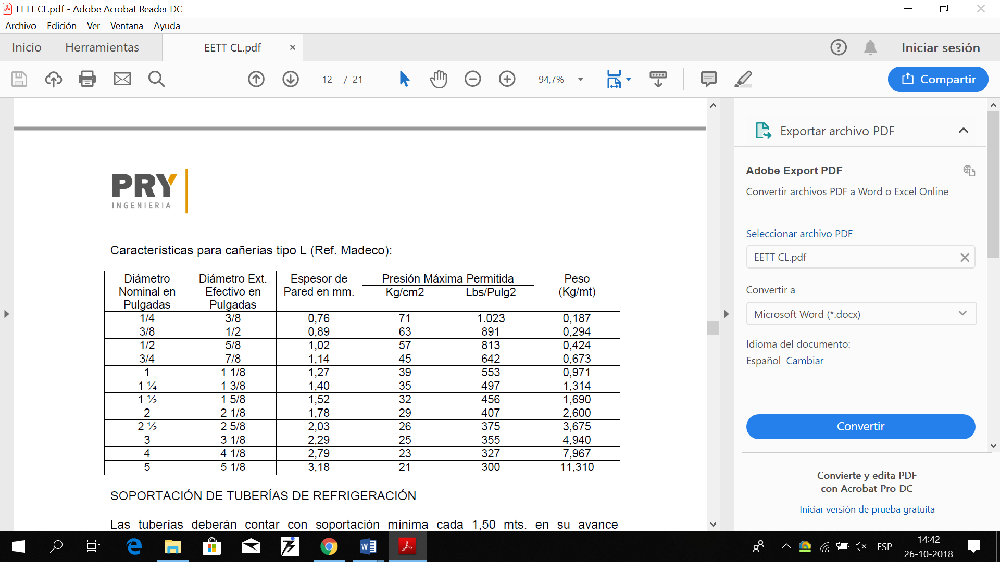 EETT CL.pdf - Adobe Acrobat Reader DC
Archivo Edición Ver Ventana Ayuda
Inicio Herramientas EETT CL.pdf × ? Iniciar sesión
12 / 21 94,7% Compartir
PRY
INGENIERIA
Características para cañerías tipo L (Ref. Madeco):
Diámetro Nominal en Pulgadas Diámetro Ext. Efectivo en Pulgadas Espesor de Pared en mm. Presión Máxima Permitida Peso (Kg/mt)
Kg/cm2 Lbs/Pulg2
1/4 3/8 0,76 71 1.023 0,187
3/8 1/2 0,89 63 891 0,294
1/2 5/8 1,02 57 813 0,424
3/4 7/8 1,14 45 642 0,673
1 1 1/8 1,27 39 553 0,971
1 ¼ 1 3/8 1,40 35 497 1,314
1 ½ 1 5/8 1,52 32 456 1,690
2 2 1/8 1,78 29 407 2,600
2 ½ 2 5/8 2,03 26 375 3,675
3 3 1/8 2,29 25 355 4,940
4 4 1/8 2,79 23 327 7,967
5 5 1/8 3,18 21 300 11,310
SOPORTACIÓN DE TUBERÍAS DE REFRIGERACIÓN
Las tuberías deberán contar con soportación mínima cada 1,50 mts. en su avance
Exportar archivo PDF
Adobe Export PDF
Convertir archivos PDF a Word o Excel Online
Seleccionar archivo PDF
EETT CL.pdf
Convertir a
Microsoft Word (*.docx)
Idioma del documento:
Español Cambiar
Convertir
Convierte y edita PDF
con Acrobat Pro DC
Iniciar versión de prueba gratuita
ESP
14:42
26-10-2018